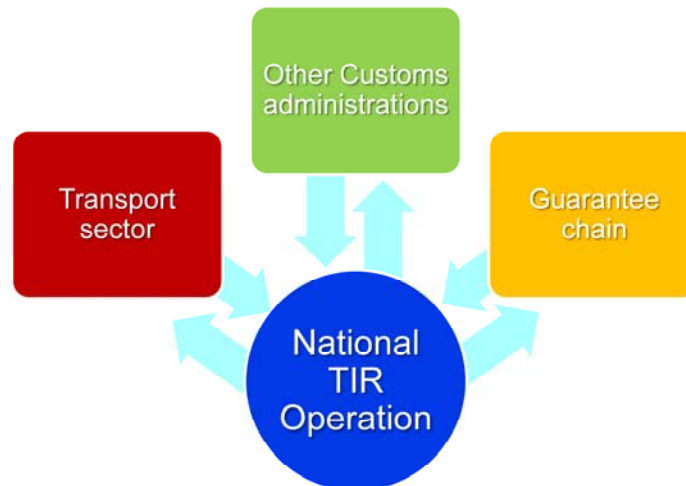 Other Customs
administrations
Transport
sector
Guarantee
chain
National
TIR
Operation